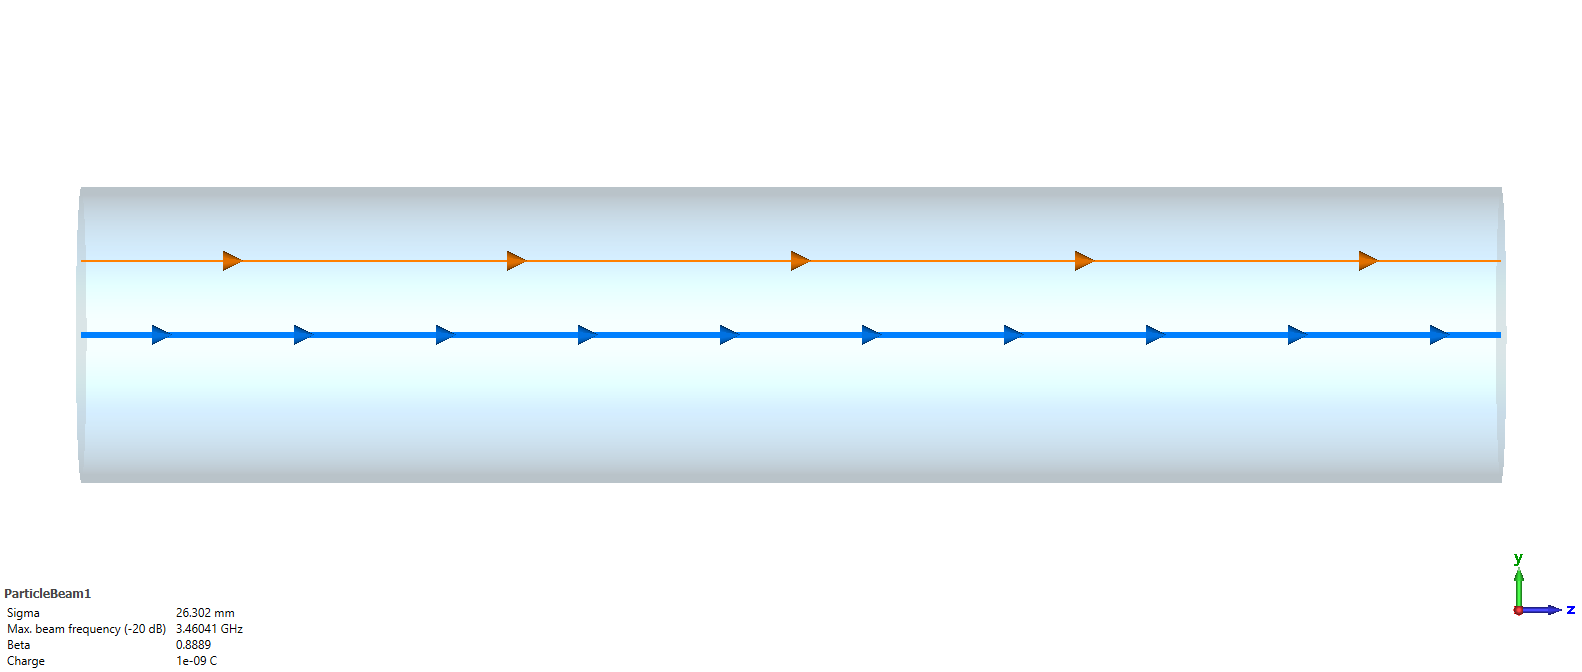 y
z
ParticleBeam1
Sigma 26.302 mm
Max. beam frequency (-20 dB) 3.46041 GHz
Beta 0.8889
Charge 1e-09 C